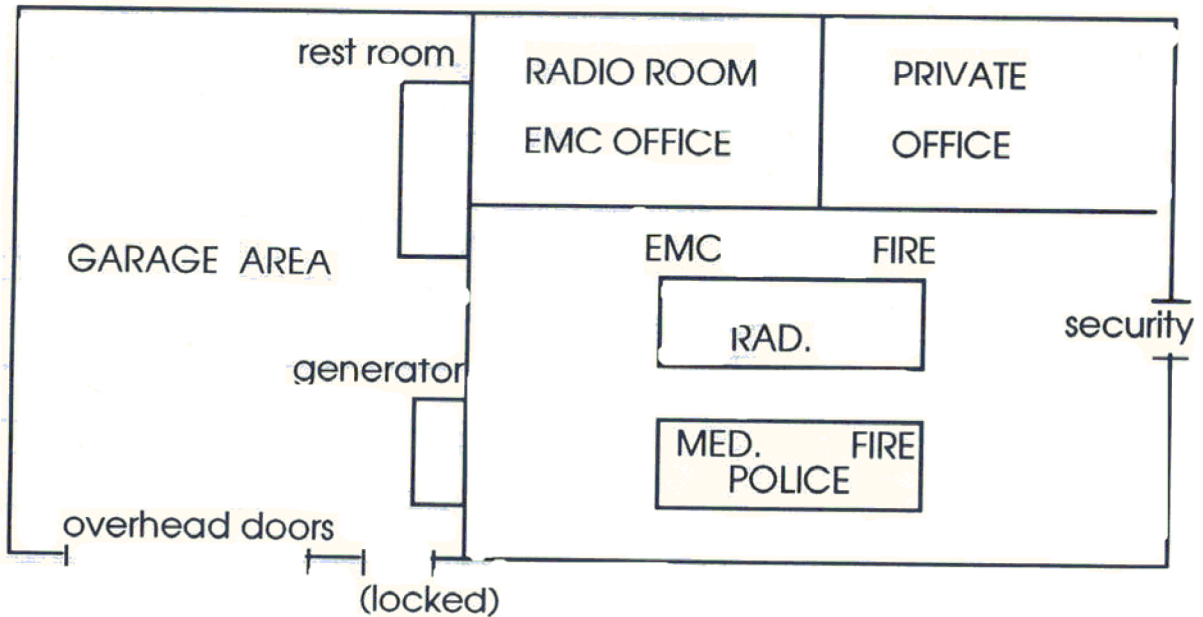 rest room
RADIO ROOM
EMC OFFICE
PRIVATE
OFFICE
GARAGE AREA
EMC FIRE
RAD.
security
generator
MED. FIRE
POLICE
overhead doors
(locked)